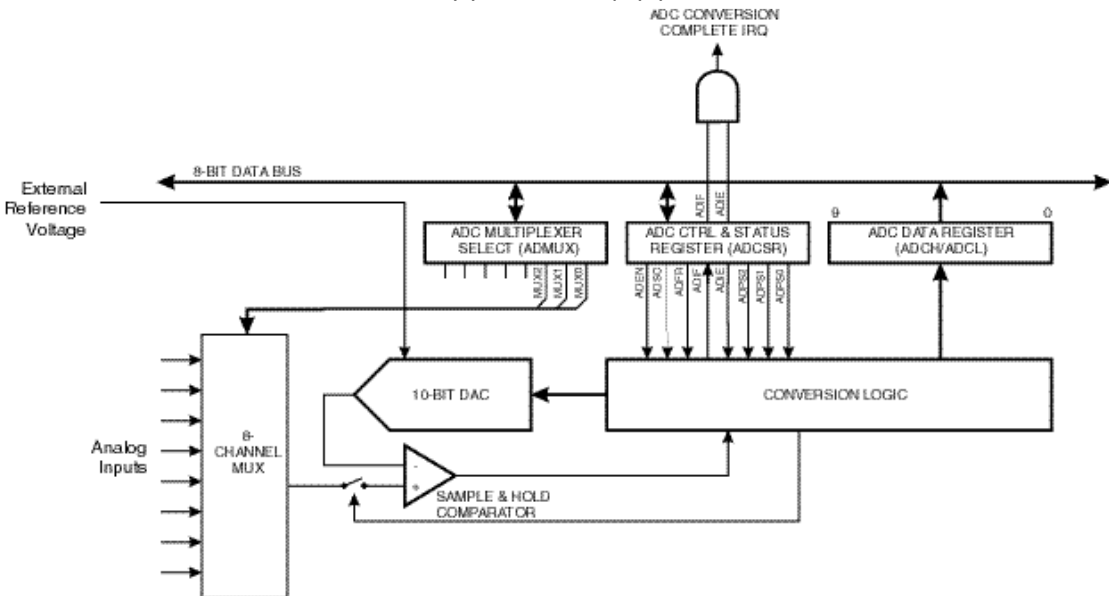 ADC CONVERSION
COMPLETE IRQ
8-BIT DATA BUS
External
Reference
Voltage
ADIF
ADIE
9
0
ADC MULTIPLEXER
SELECT (ADMUX)
ADC CTRL & STATUS
REGISTER (ADCSR)
ADC DATA REGISTER
(ADCH/ADCL)
MUX2
MUX1
MUX0
ADEN
ADSC
ADFR
ADIF
ADIE
ADPS2
ADPS1
ADPS0
10-BIT DAC
CONVERSION LOGIC
8-
CHANNEL
MUX
Analog
Inputs
-
+
SAMPLE & HOLD
COMPARATOR